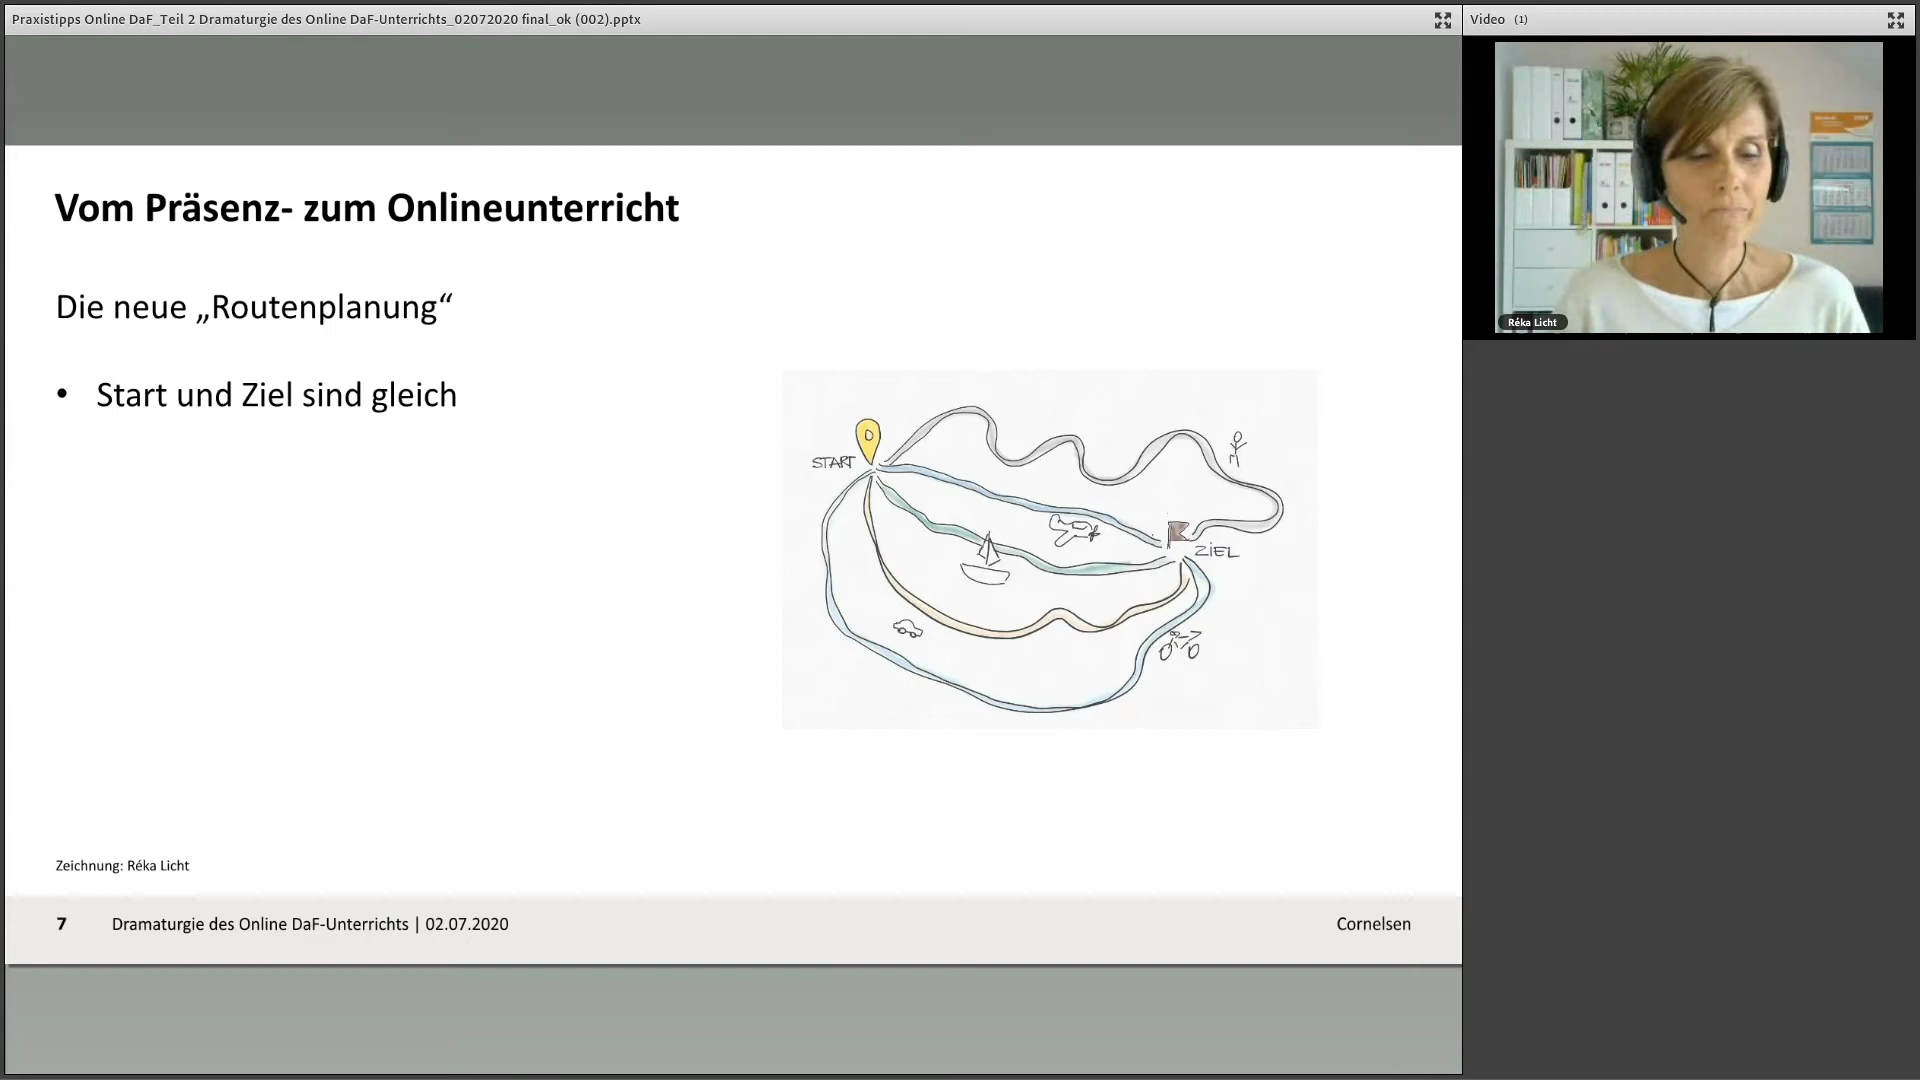 Praxistipps Online DaF_Teil 2 Dramaturgie des Online DaF-Unterrichts_02072020 final_ok (002).pptx
Video (1)
Réka Licht
Vom Präsenz- zum Onlineunterricht
Die neue „Routenplanung“
• Start und Ziel sind gleich
START
ZIEL
Zeichnung: Réka Licht
7 Dramaturgie des Online DaF-Unterrichts | 02.07.2020 Cornelsen